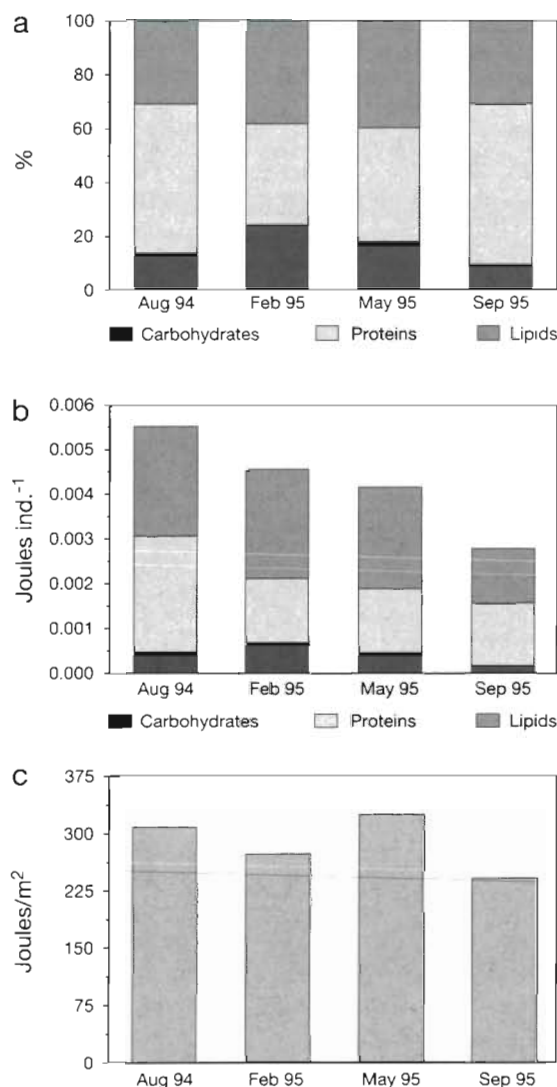 a
100
80
60
40
20
0
%
Aug 94 Feb 95 May 95 Sep 95
Carbohydrates Proteins Lipids
b
0.006
0.005
0.004
0.003
0.002
0.001
0.000
Joules ind.⁻¹
Aug 94 Feb 95 May 95 Sep 95
Carbohydrates Proteins Lipids
c
375
300
225
150
75
0
Joules/m²
Aug 94 Feb 95 May 95 Sep 95